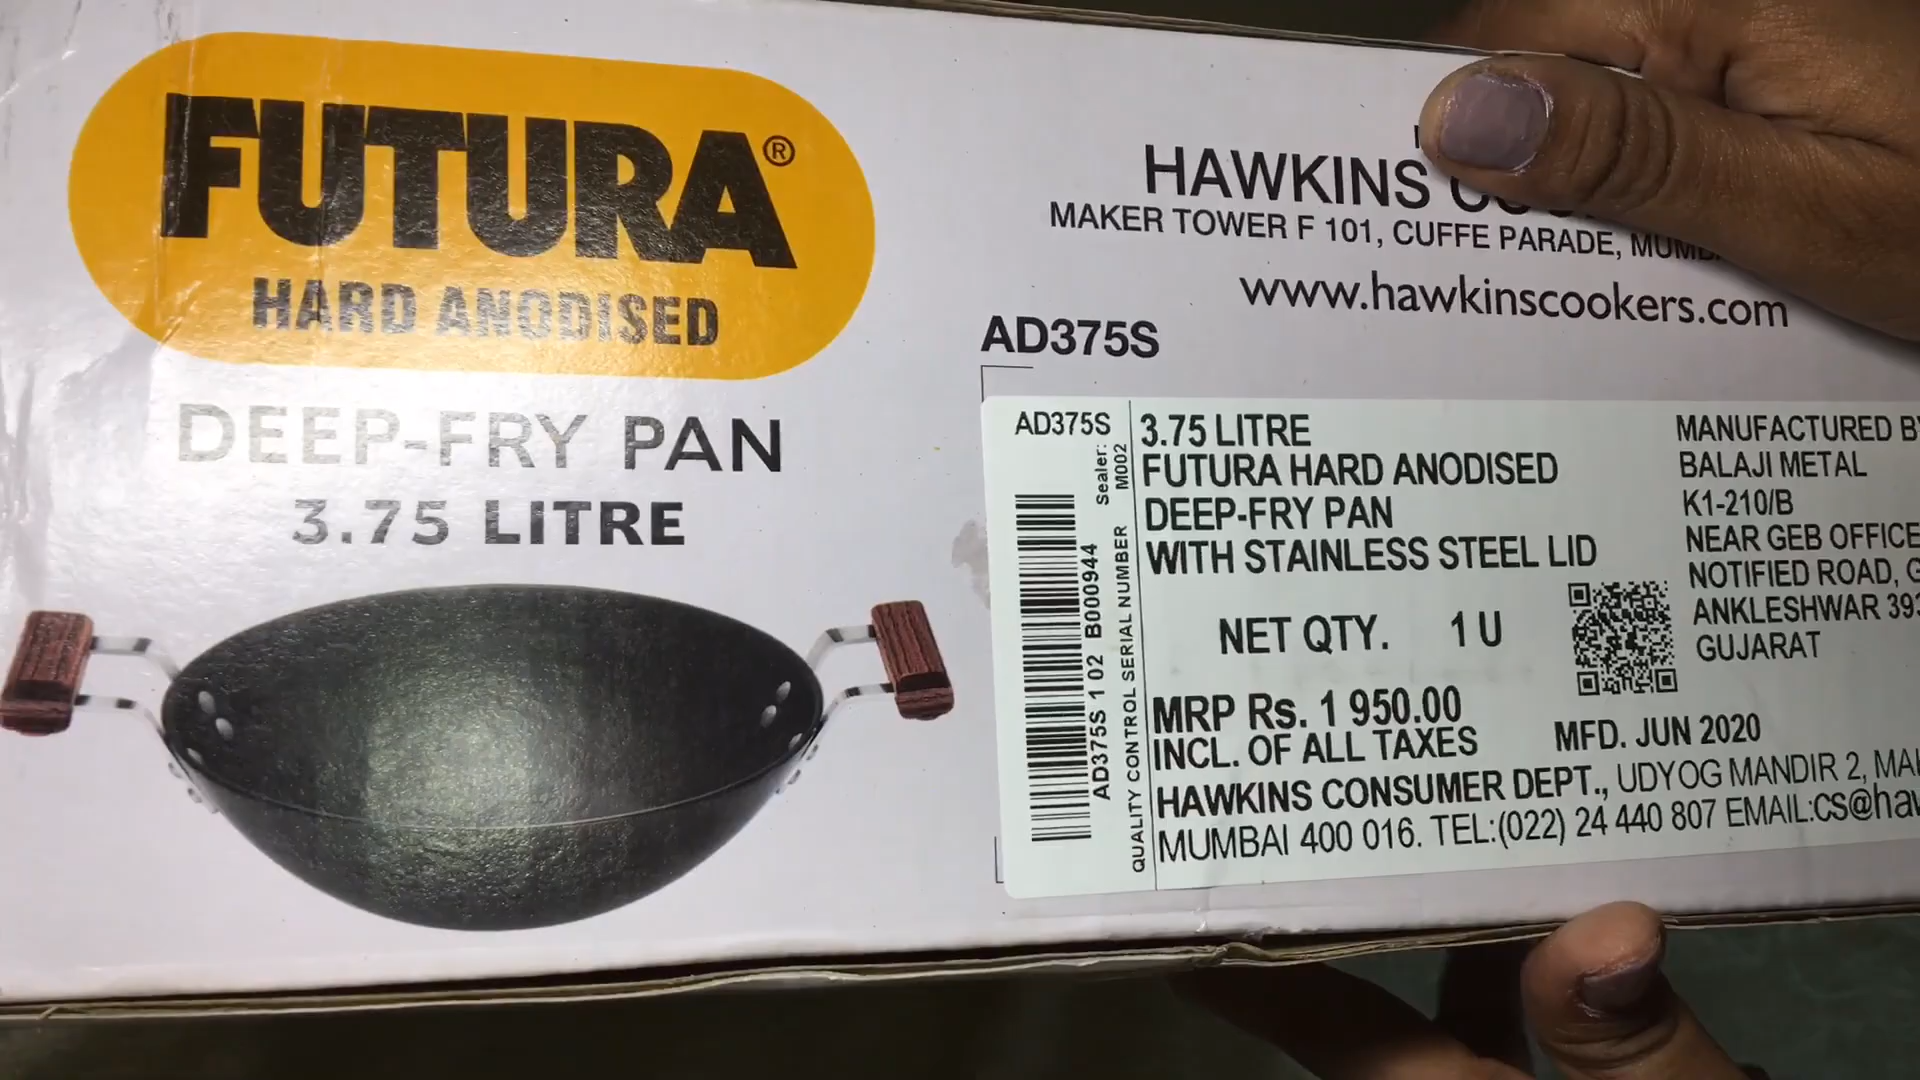 FUTURA®
HARD ANODISED
DEEP-FRY PAN
3.75 LITRE
HAWKINS
MAKER TOWER F 101, CUFFE PARADE,
www.hawkinscookers.com
AD375S
AD375S
Sealer: M002
AD375S 1 02 B000944
QUALITY CONTROL SERIAL NUMBER
3.75 LITRE
FUTURA HARD ANODISED
DEEP-FRY PAN
WITH STAINLESS STEEL LID
NET QTY. 1 U
MRP Rs. 1 950.00
INCL. OF ALL TAXES
MANUFACTURED
BALAJI METAL
K1-210/B
NEAR GEB OFFICE
NOTIFIED ROAD,
ANKLESHWAR
GUJARAT
MFD. JUN 2020
HAWKINS CONSUMER DEPT., UDYOG MANDIR 2,
MUMBAI 400 016. TEL:(022) 24 440 807 EMAIL: